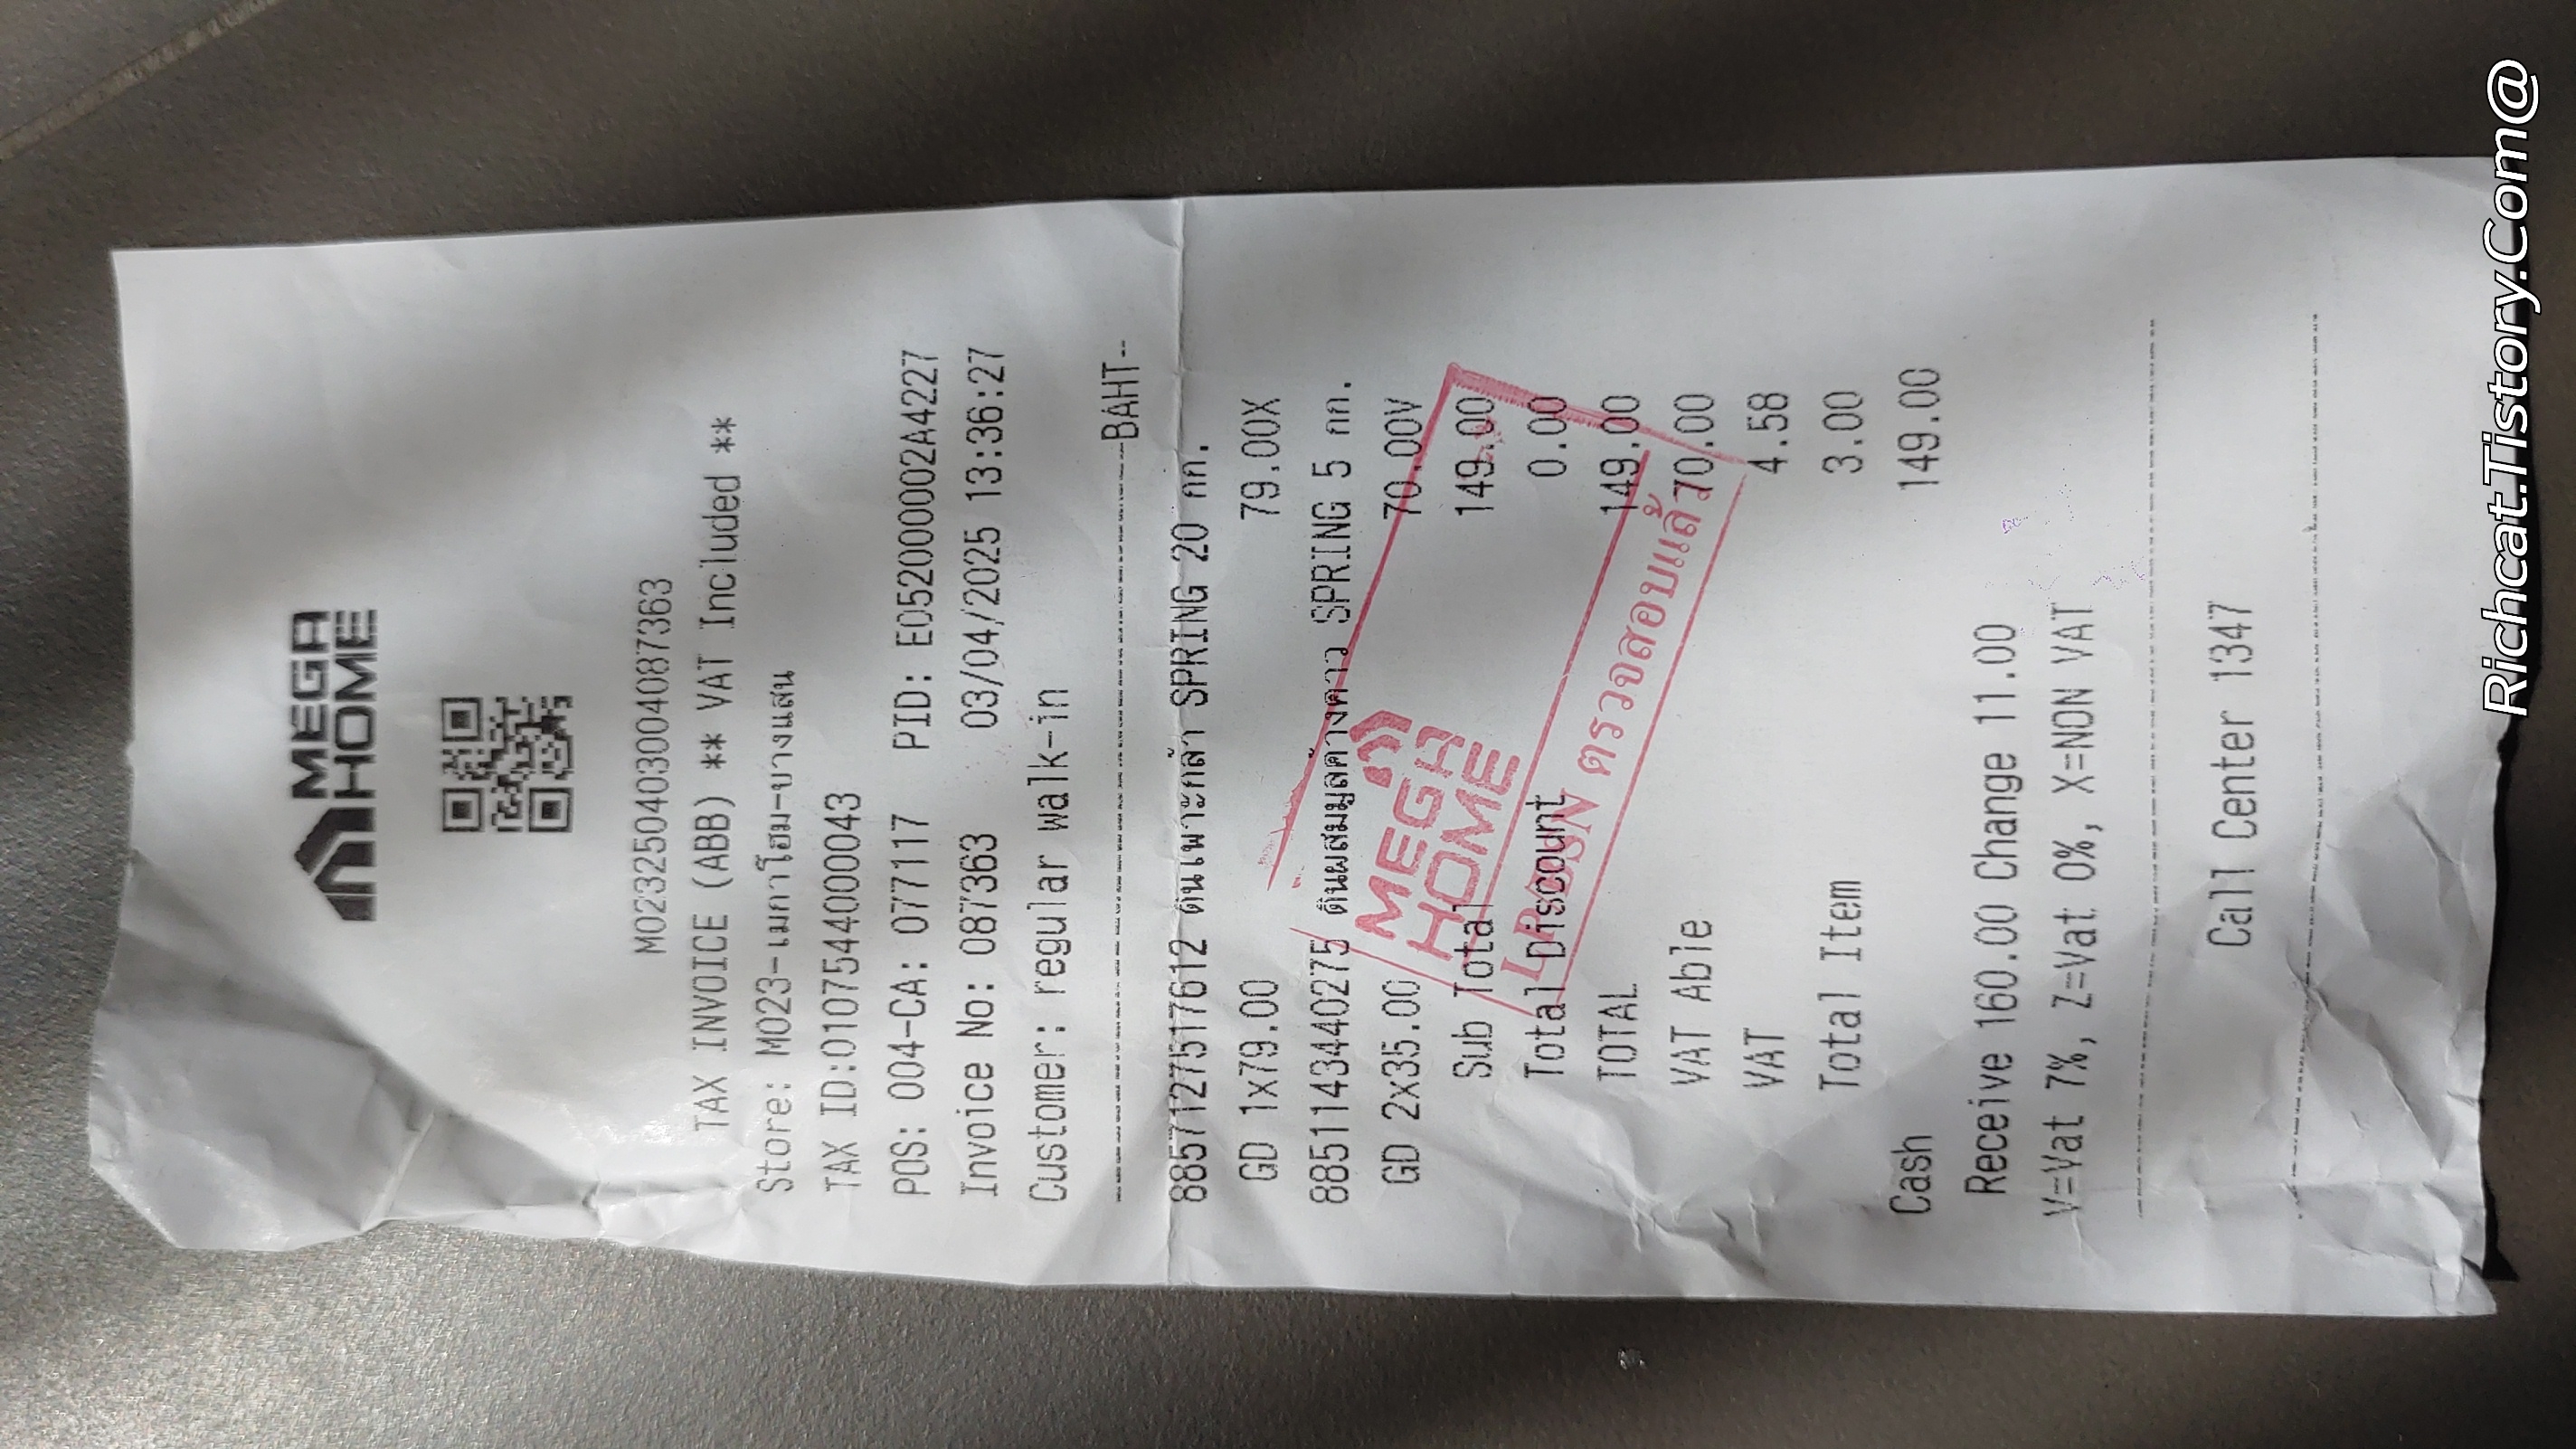 MEGA
HOME
M02325040300408​7363
TAX INVOICE (ABB) ** VAT Included **
Store: M023-เมกาโฮม-บางแสน
TAX ID:0107544000043
POS: 004-CA: 077117 PID: E052000002A4227
Invoice No: 087363 03/04/2025 13:36:27
Customer: regular walk-in
BAHT--
8857127517612 ดินเพาะกล้า SPRING 20 กก.
GD 1x79.00 79.00X
8851143440275 ดินผสมมูลค้างคาว SPRING 5 กก.
GD 2x35.00 70.00V
Sub Total 149.00
Total Discount 0.00
TOTAL 149.00
VAT Able 70.00
VAT 4.58
Total Item 3.00
Cash 149.00
Receive 160.00 Change 11.00
V=Vat 7%, Z=Vat 0%, X=NON VAT
Call Center 1347
MEGA
HOME
ตรวจสอบแล้ว
Richcat.Tistory.Com@